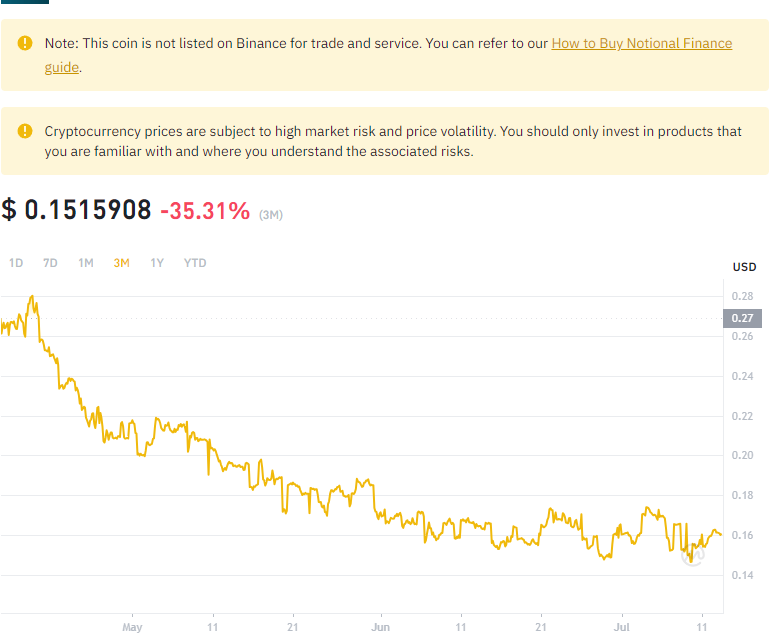 Note: This coin is not listed on Binance for trade and service. You can refer to our How to Buy Notional Finance
guide.
Cryptocurrency prices are subject to high market risk and price volatility. You should only invest in products that
you are familiar with and where you understand the associated risks.
$ 0.1515908 -35.31% (3M)
1D 7D 1M 3M 1Y YTD
USD
0.28
0.27
0.26
0.24
0.22
0.20
0.18
0.16
0.14
May 11 21 Jun 11 21 Jul 11